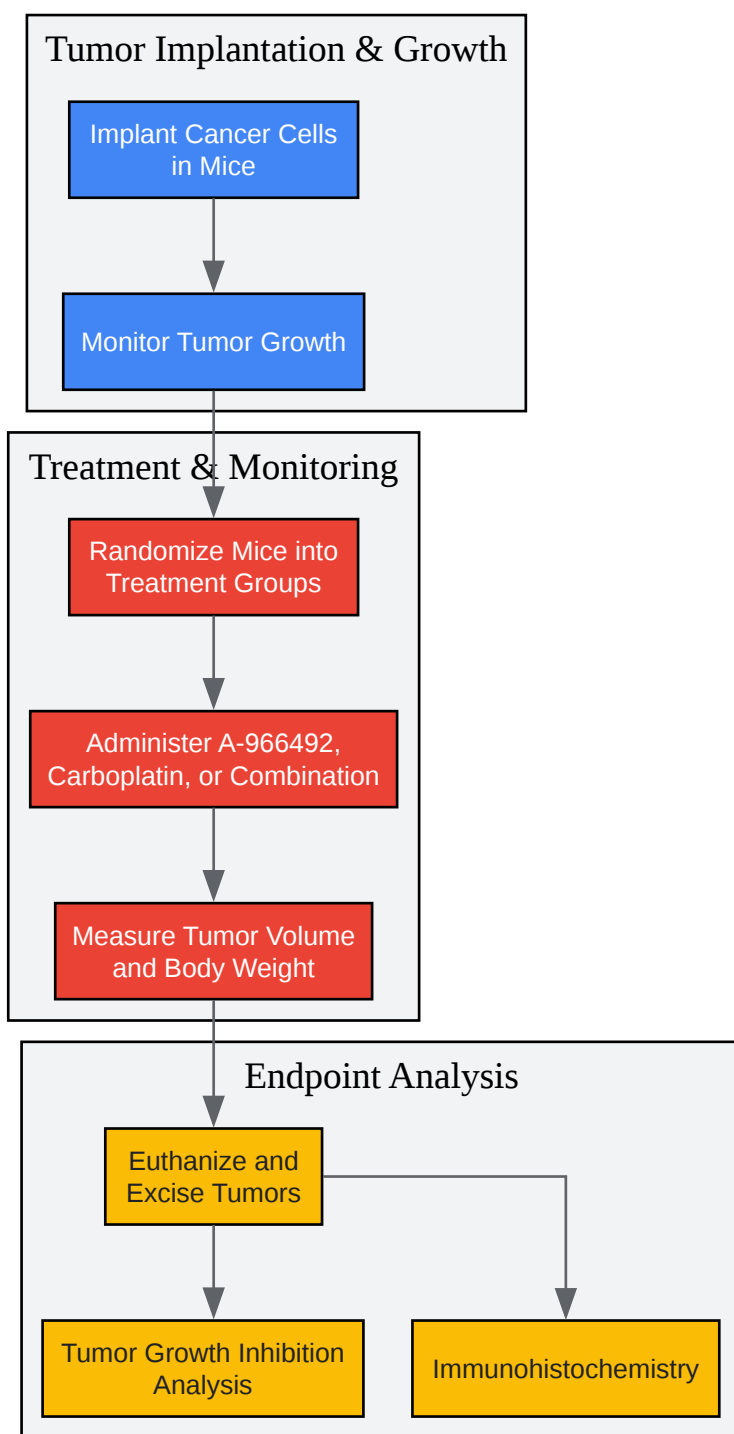 Tumor Implantation & Growth
Implant Cancer Cells
in Mice
Monitor Tumor Growth
Treatment & Monitoring
Randomize Mice into
Treatment Groups
Administer A-966492,
Carboplatin, or Combination
Measure Tumor Volume
and Body Weight
Endpoint Analysis
Euthanize and
Excise Tumors
Tumor Growth Inhibition
Analysis
Immunohistochemistry